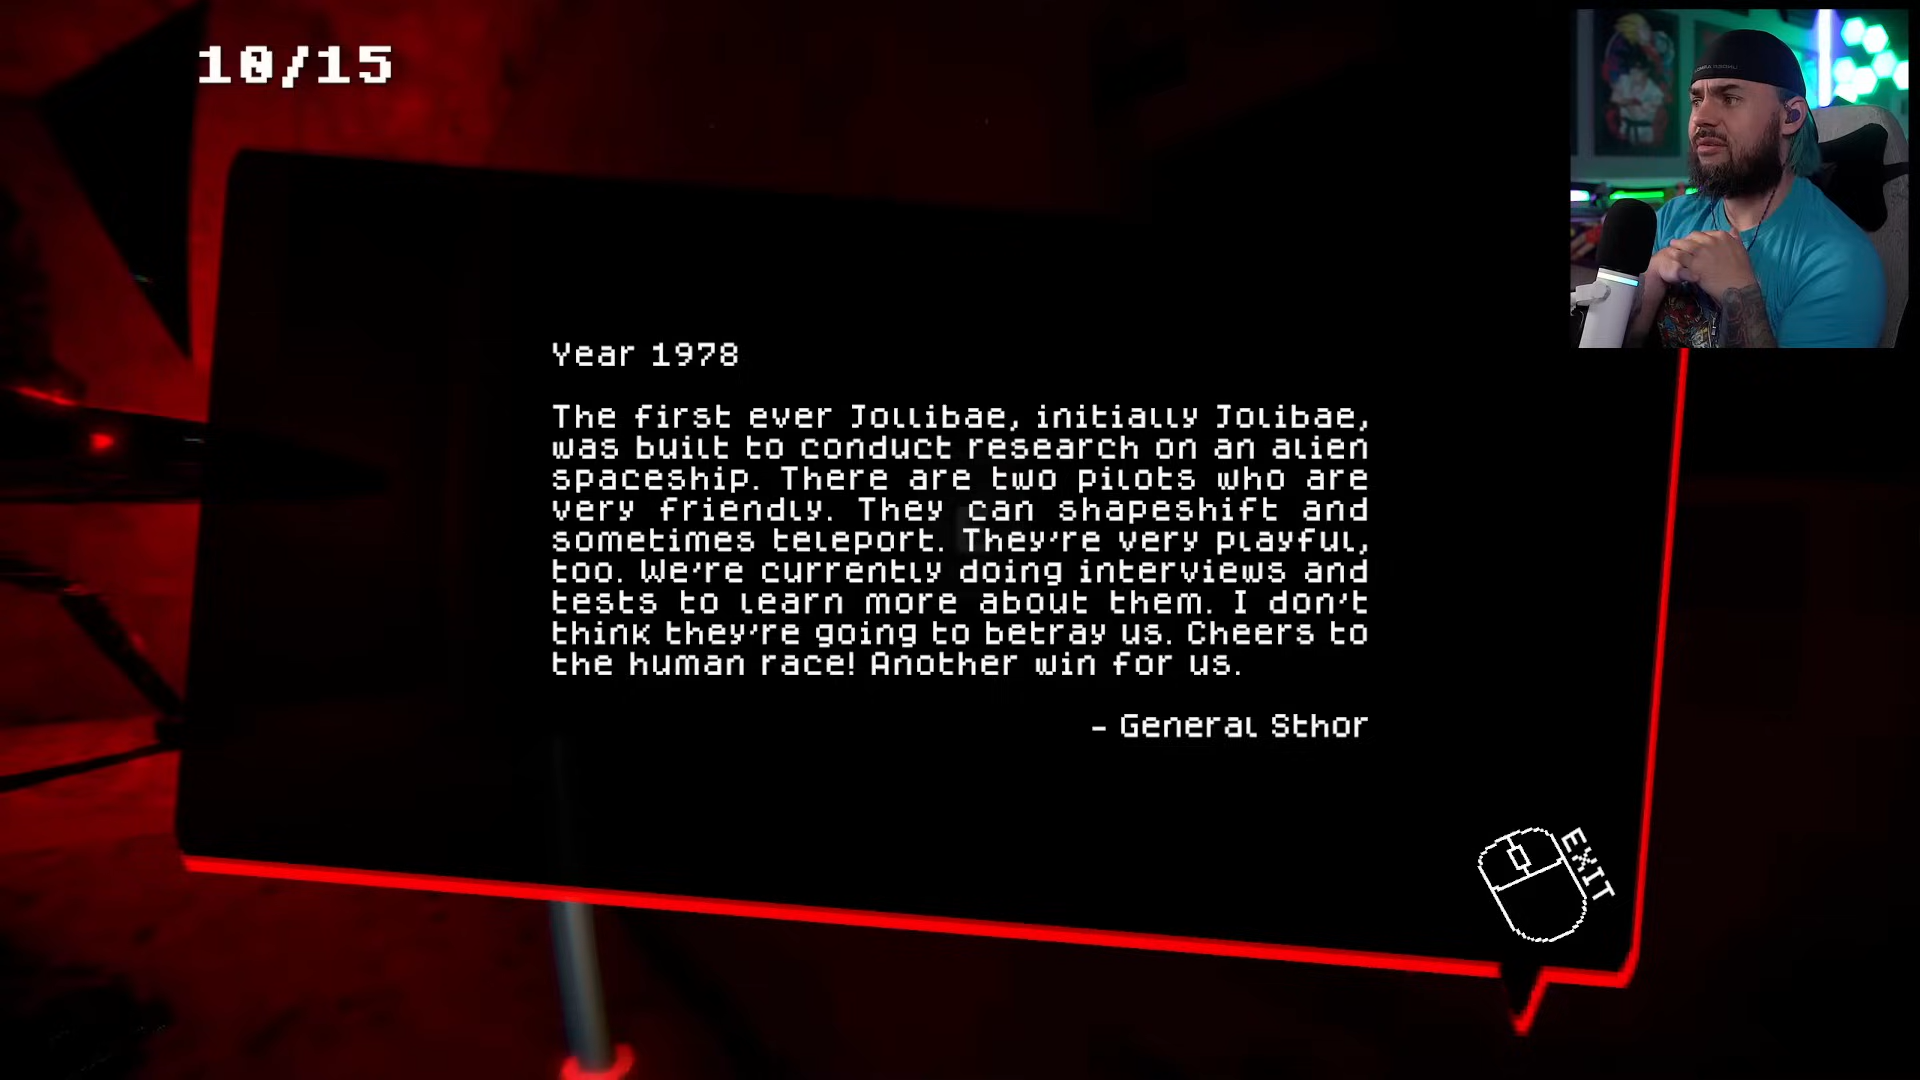 10/15
Year 1978
The first ever Jollibae, initially Jolibae,
was built to conduct research on an alien
spaceship. There are two pilots who are
very friendly. They can shapeshift and
sometimes teleport. They're very playful,
too. We're currently doing interviews and
tests to learn more about them. I don't
think they're going to betray us. Cheers to
the human race! Another win for us.
- General Sthor
EXIT